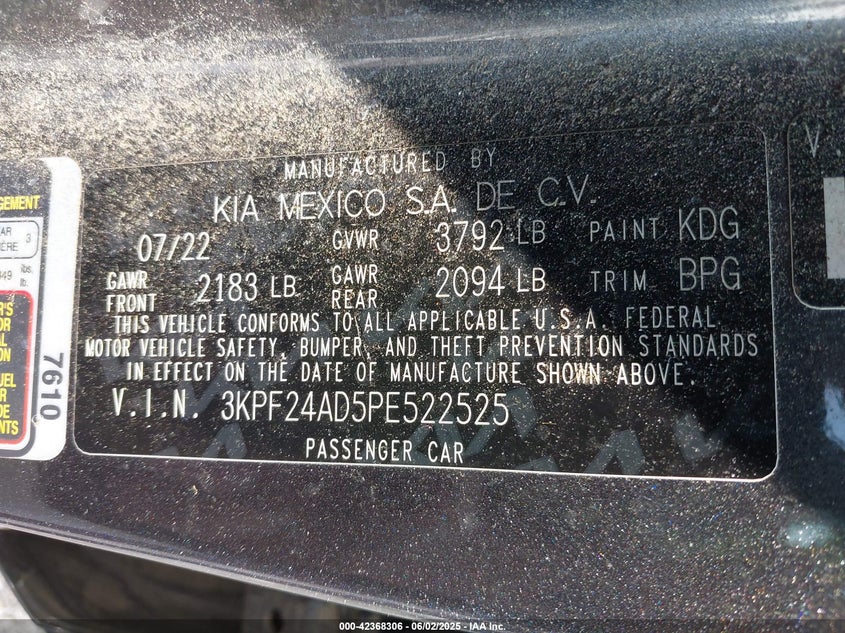 MANUFACTURED BY
KIA MEXICO S.A. DE C.V.
07/22 GVWR 3792 LB PAINT KDG
GAWR FRONT 2183 LB GAWR REAR 2094 LB TRIM BPG
THIS VEHICLE CONFORMS TO ALL APPLICABLE U.S.A. FEDERAL
MOTOR VEHICLE SAFETY, BUMPER, AND THEFT PREVENTION STANDARDS
IN EFFECT ON THE DATE OF MANUFACTURE SHOWN ABOVE.
V.I.N. 3KPF24AD5PE522525
PASSENGER CAR
7610
3
lbs.
lb.
V
000-42368306 - 06/02/2025 - IAA Inc.